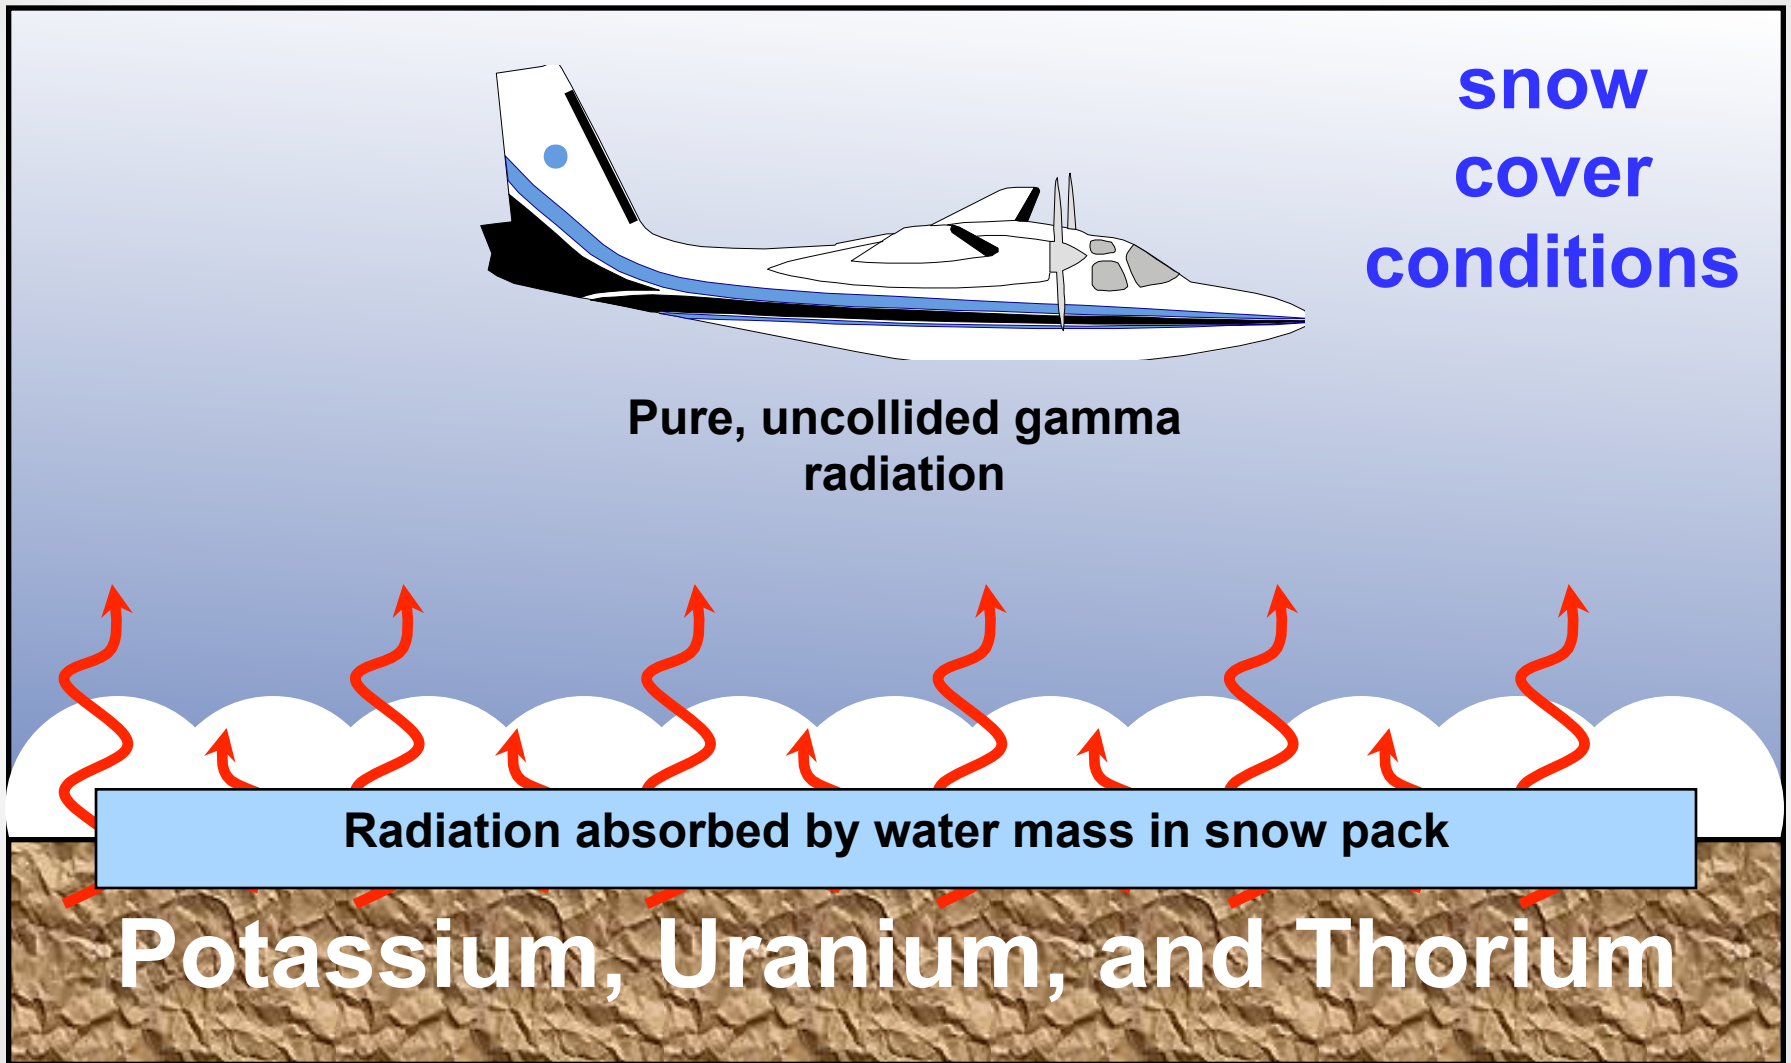 snow
cover
conditions
Pure, uncollided gamma
radiation
Radiation absorbed by water mass in snow pack
Potassium, Uranium, and Thorium